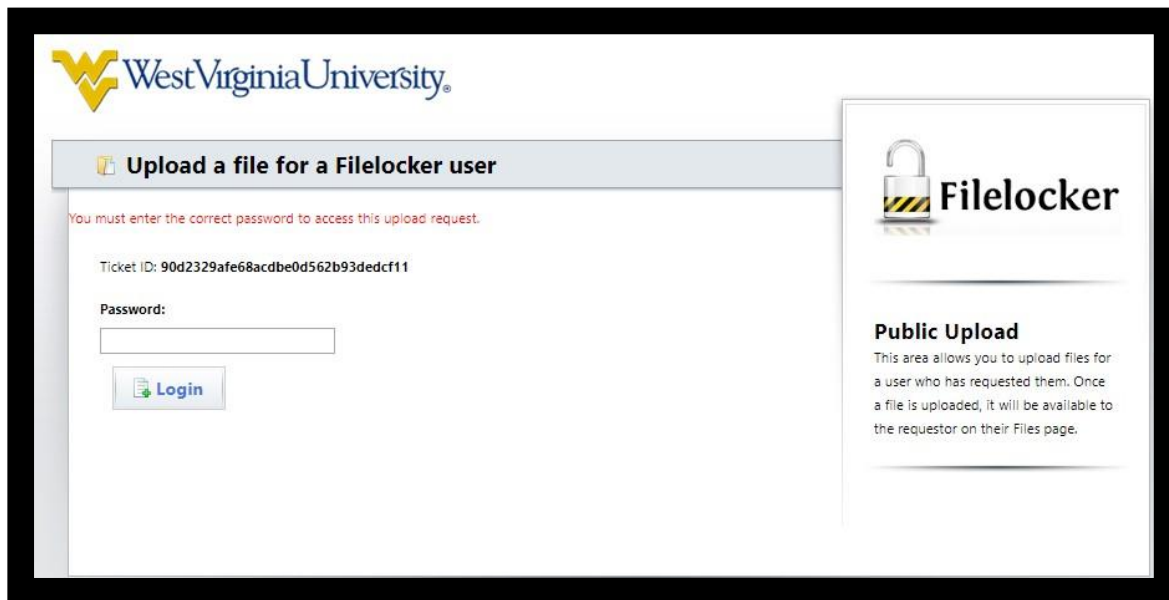 WestVirginiaUniversity®
Upload a file for a Filelocker user
You must enter the correct password to access this upload request.
Ticket ID: 90d2329afe68acdbe0d562b93dedcf11
Password:
Login
Filelocker
Public Upload
This area allows you to upload files for
a user who has requested them. Once
a file is uploaded, it will be available to
the requestor on their Files page.